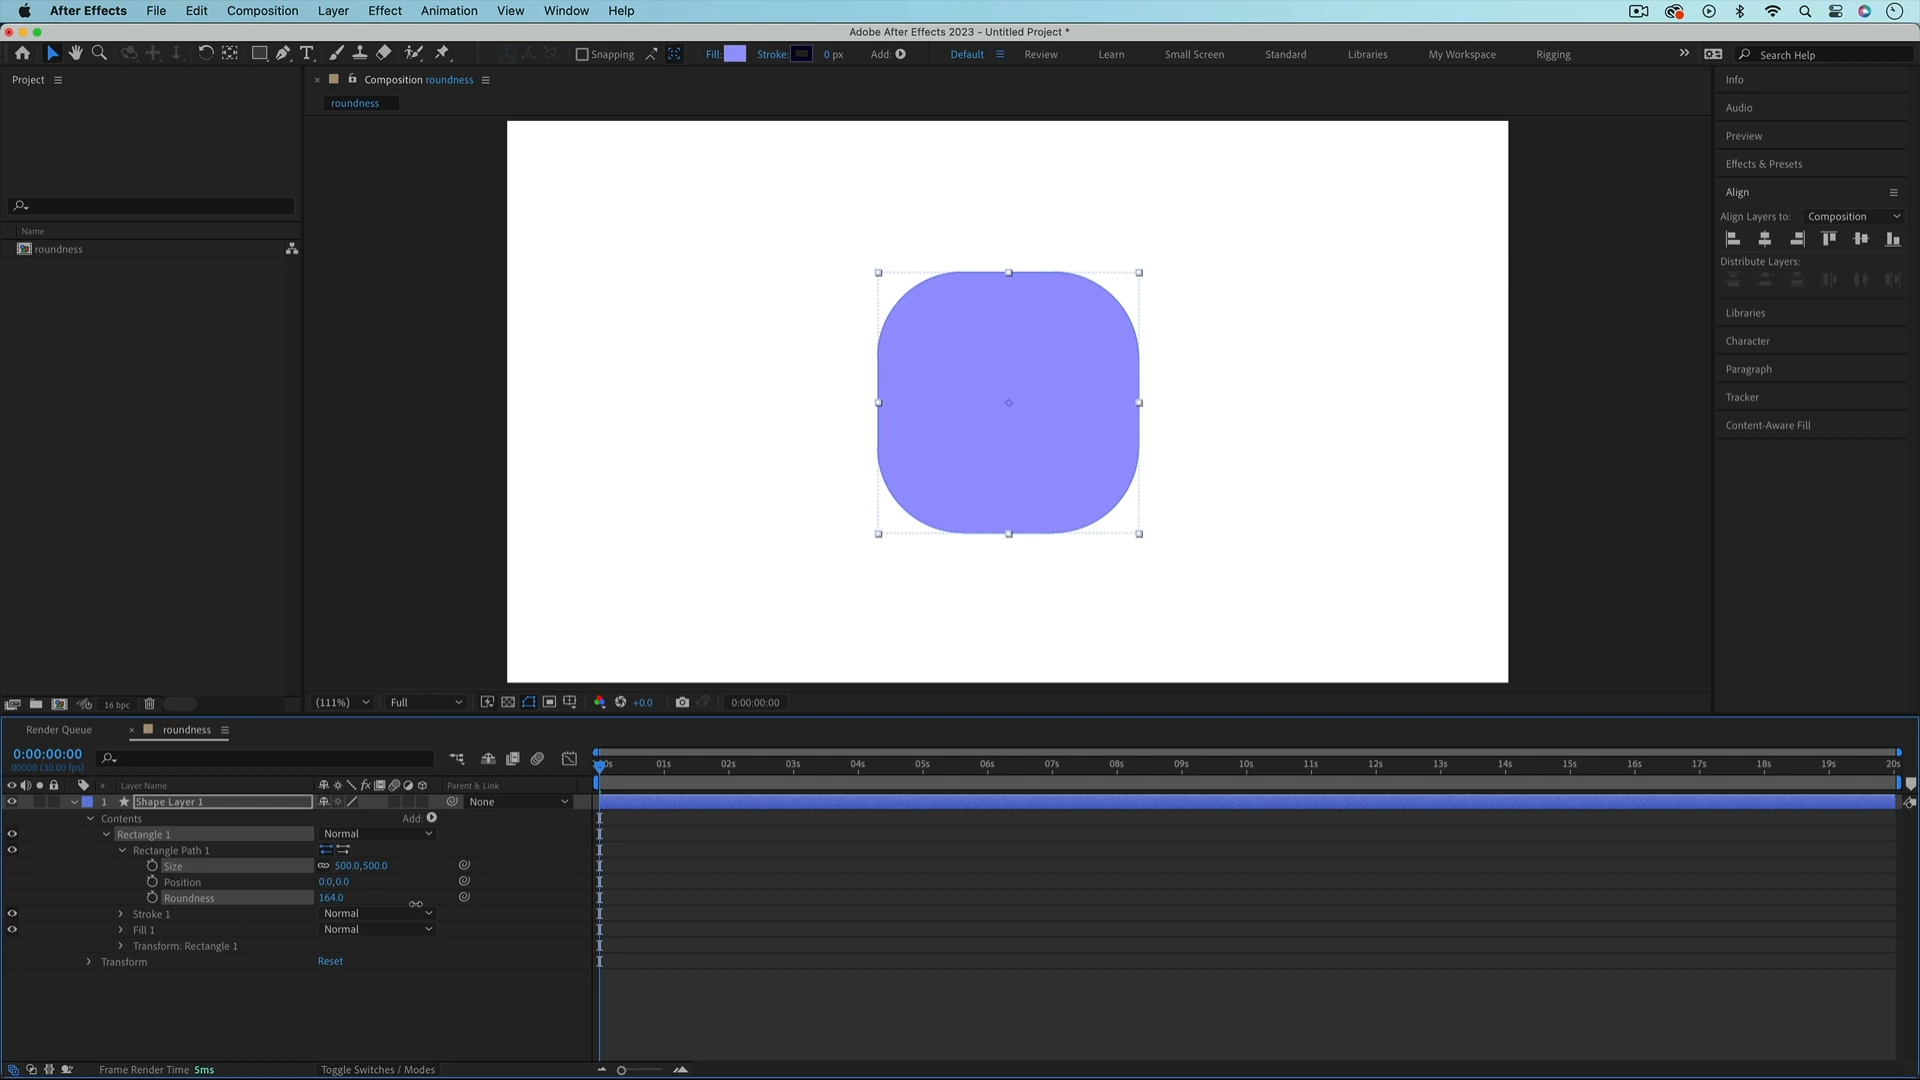 After Effects File Edit Composition Layer Effect Animation View Window Help
Adobe After Effects 2023 - Untitled Project *
Snapping Fill: Stroke: 0 px Add: Default Review Learn Small Screen Standard Libraries My Workspace Rigging Search Help
Project
Composition roundness
roundness
Name
roundness
Info
Audio
Preview
Effects & Presets
Align
Align Layers to: Composition
Distribute Layers:
Libraries
Character
Paragraph
Tracker
Content-Aware Fill
16 bpc
(111%) Full +0.0 0:00:00:00
Render Queue roundness
0:00:00:00
00000 (30.00 fps)
01s 02s 03s 04s 05s 06s 07s 08s 09s 10s 11s 12s 13s 14s 15s 16s 17s 18s 19s 20s
# Layer Name fx Parent & Link
1 Shape Layer 1 None
Contents Add:
Rectangle 1 Normal
Rectangle Path 1
Size 500.0,500.0
Position 0.0,0.0
Roundness 164.0
Stroke 1 Normal
Fill 1 Normal
Transform: Rectangle 1
Transform Reset
Frame Render Time 5ms Toggle Switches / Modes